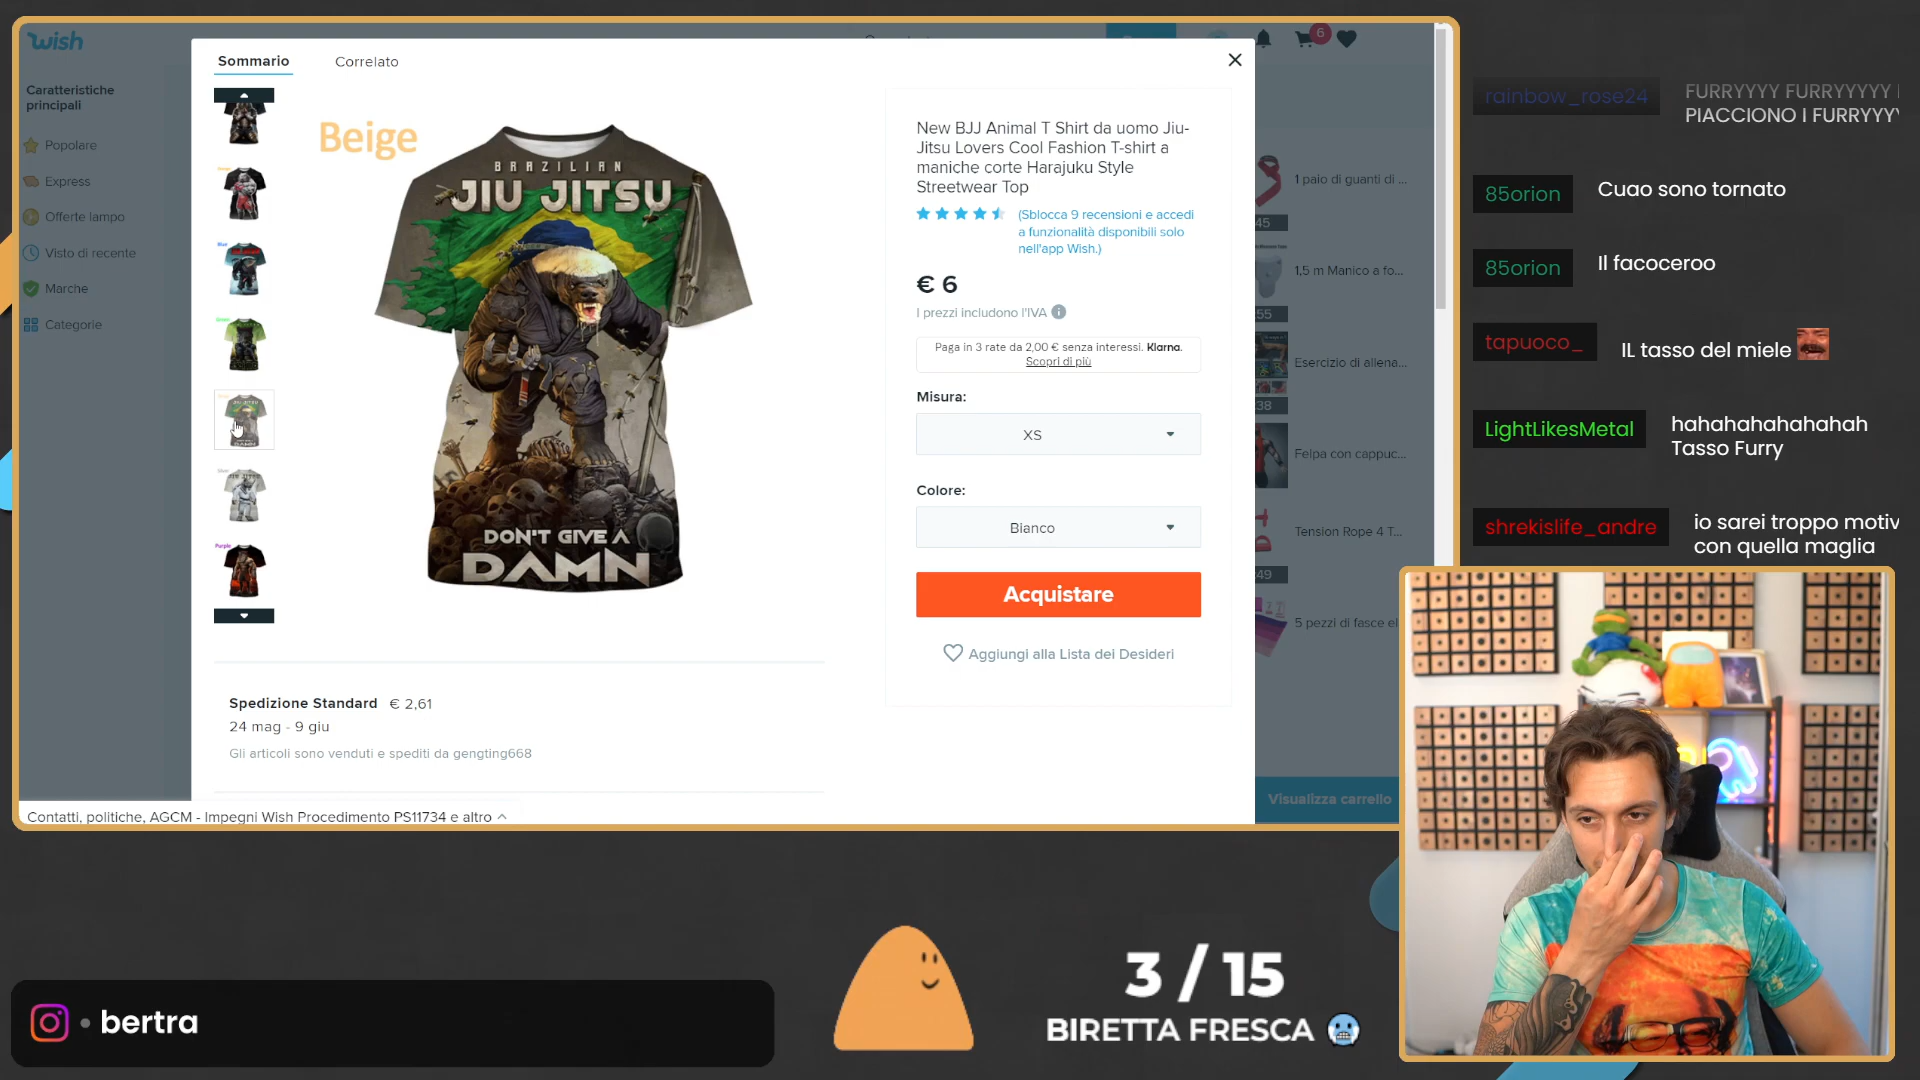 wish
Caratteristiche
principali
Popolare
Express
Offerte lampo
Visto di recente
Marche
Categorie
Sommario
Correlato
Beige
BRAZILIAN
JIU JITSU
DON'T GIVE A
DAMN
New BJJ Animal T Shirt da uomo Jiu-
Jitsu Lovers Cool Fashion T-shirt a
maniche corte Harajuku Style
Streetwear Top
(Sblocca 9 recensioni e accedi
a funzionalità disponibili solo
nell'app Wish.)
€ 6
I prezzi includono l'IVA
Paga in 3 rate da 2,00 € senza interessi. Klarna.
Scopri di più
Misura:
XS
Colore:
Bianco
Acquistare
Aggiungi alla Lista dei Desideri
Spedizione Standard € 2,61
24 mag - 9 giu
Gli articoli sono venduti e spediti da gengting668
Contatti, politiche, AGCM - Impegni Wish Procedimento PS11734 e altro
6
1 paio di guanti di ...
45
1,5 m Manico a fo...
55
Esercizio di allena...
38
Felpa con cappuc...
Tension Rope 4 T...
49
5 pezzi di fasce el
Visualizza carrello
rainbow_rose24 FURRYYYY FURRYYYYY
PIACCIONO I FURRYYY
85orion Cuao sono tornato
85orion Il facoceroo
tapuoco_ IL tasso del miele
LightLikesMetal hahahahahahahah
Tasso Furry
shrekislife_andre io sarei troppo motiv
con quella maglia
bertra
3 / 15
BIRETTA FRESCA